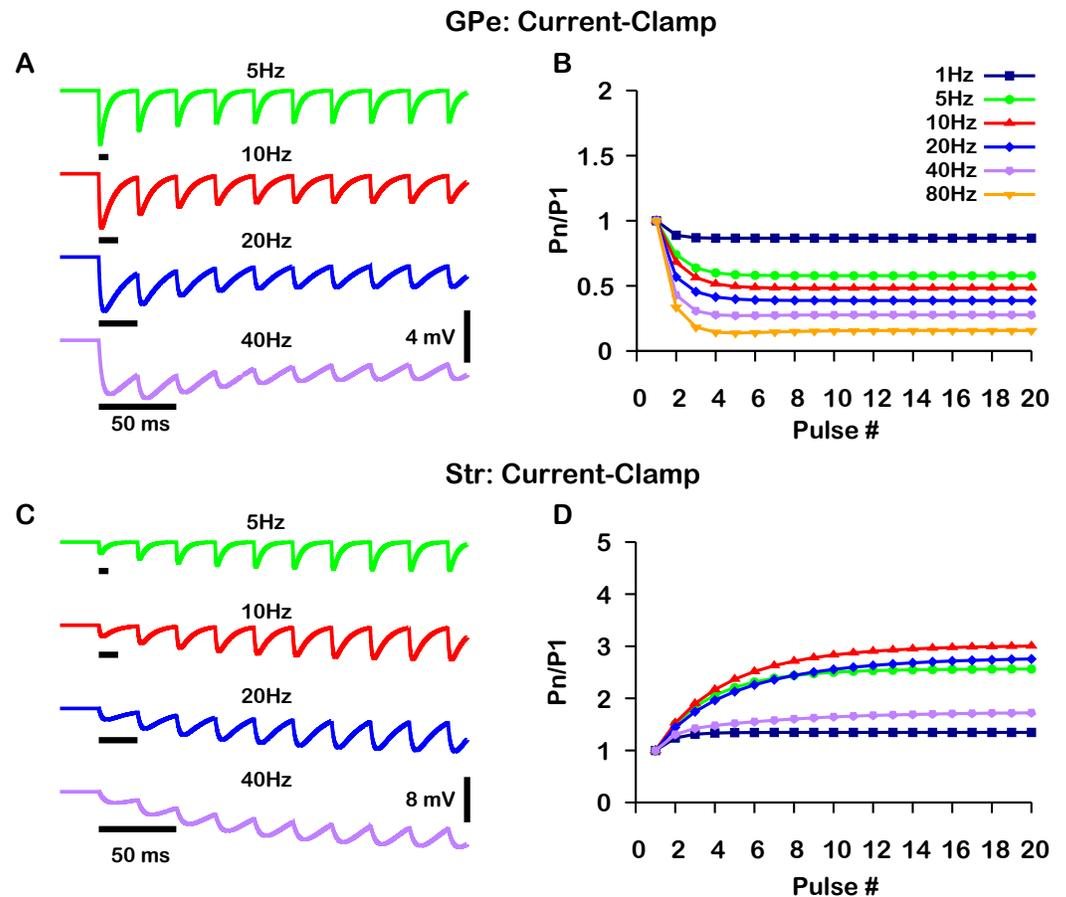 GPe: Current-Clamp
A
5Hz
10Hz
20Hz
40Hz
4 mV
50 ms
B
1Hz
5Hz
10Hz
20Hz
40Hz
80Hz
Pn/P1
2
1.5
1
0.5
0
0 2 4 6 8 10 12 14 16 18 20
Pulse #
Str: Current-Clamp
C
5Hz
10Hz
20Hz
40Hz
8 mV
50 ms
D
Pn/P1
5
4
3
2
1
0
0 2 4 6 8 10 12 14 16 18 20
Pulse #